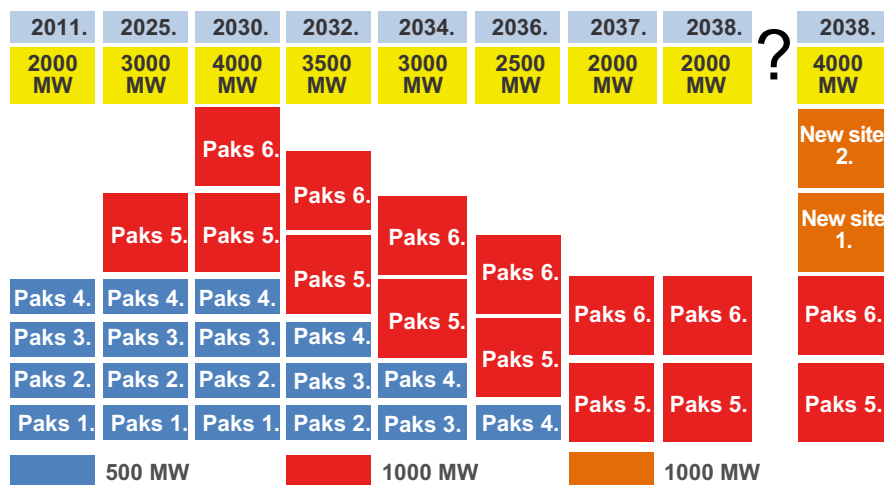 2011. 2025. 2030. 2032. 2034. 2036. 2037. 2038. ? 2038.
2000 MW 3000 MW 4000 MW 3500 MW 3000 MW 2500 MW 2000 MW 2000 MW 4000 MW
Paks 4.
Paks 3.
Paks 2.
Paks 1.
Paks 5.
Paks 4.
Paks 3.
Paks 2.
Paks 1.
Paks 6.
Paks 5.
Paks 4.
Paks 3.
Paks 2.
Paks 1.
Paks 6.
Paks 5.
Paks 4.
Paks 3.
Paks 2.
Paks 6.
Paks 5.
Paks 4.
Paks 3.
Paks 6.
Paks 5.
Paks 4.
Paks 6.
Paks 5.
Paks 6.
Paks 5.
New site
2.
New site
1.
Paks 6.
Paks 5.
500 MW 1000 MW 1000 MW